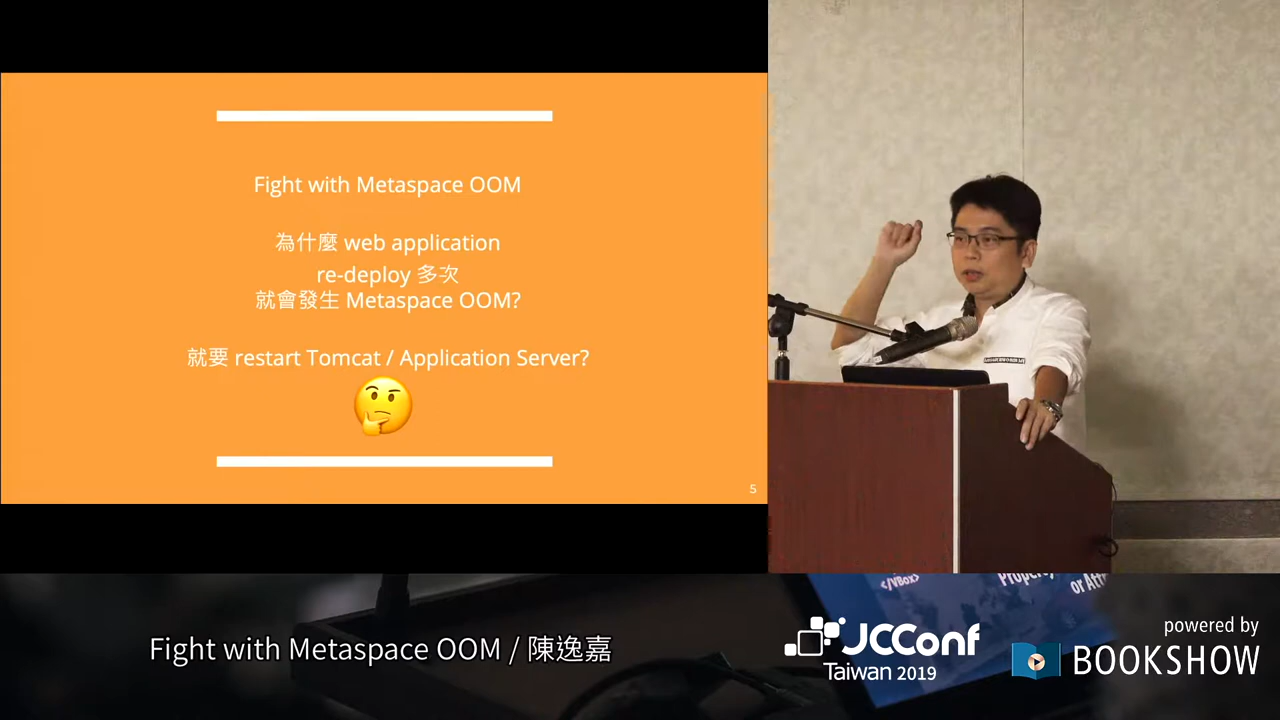 Fight with Metaspace OOM
為什麼 web application
re-deploy 多次
就會發生 Metaspace OOM?
就要 restart Tomcat / Application Server?
5
</VBox>
Fight with Metaspace OOM / 陳逸嘉
JCConf
Taiwan 2019
powered by
BOOKSHOW